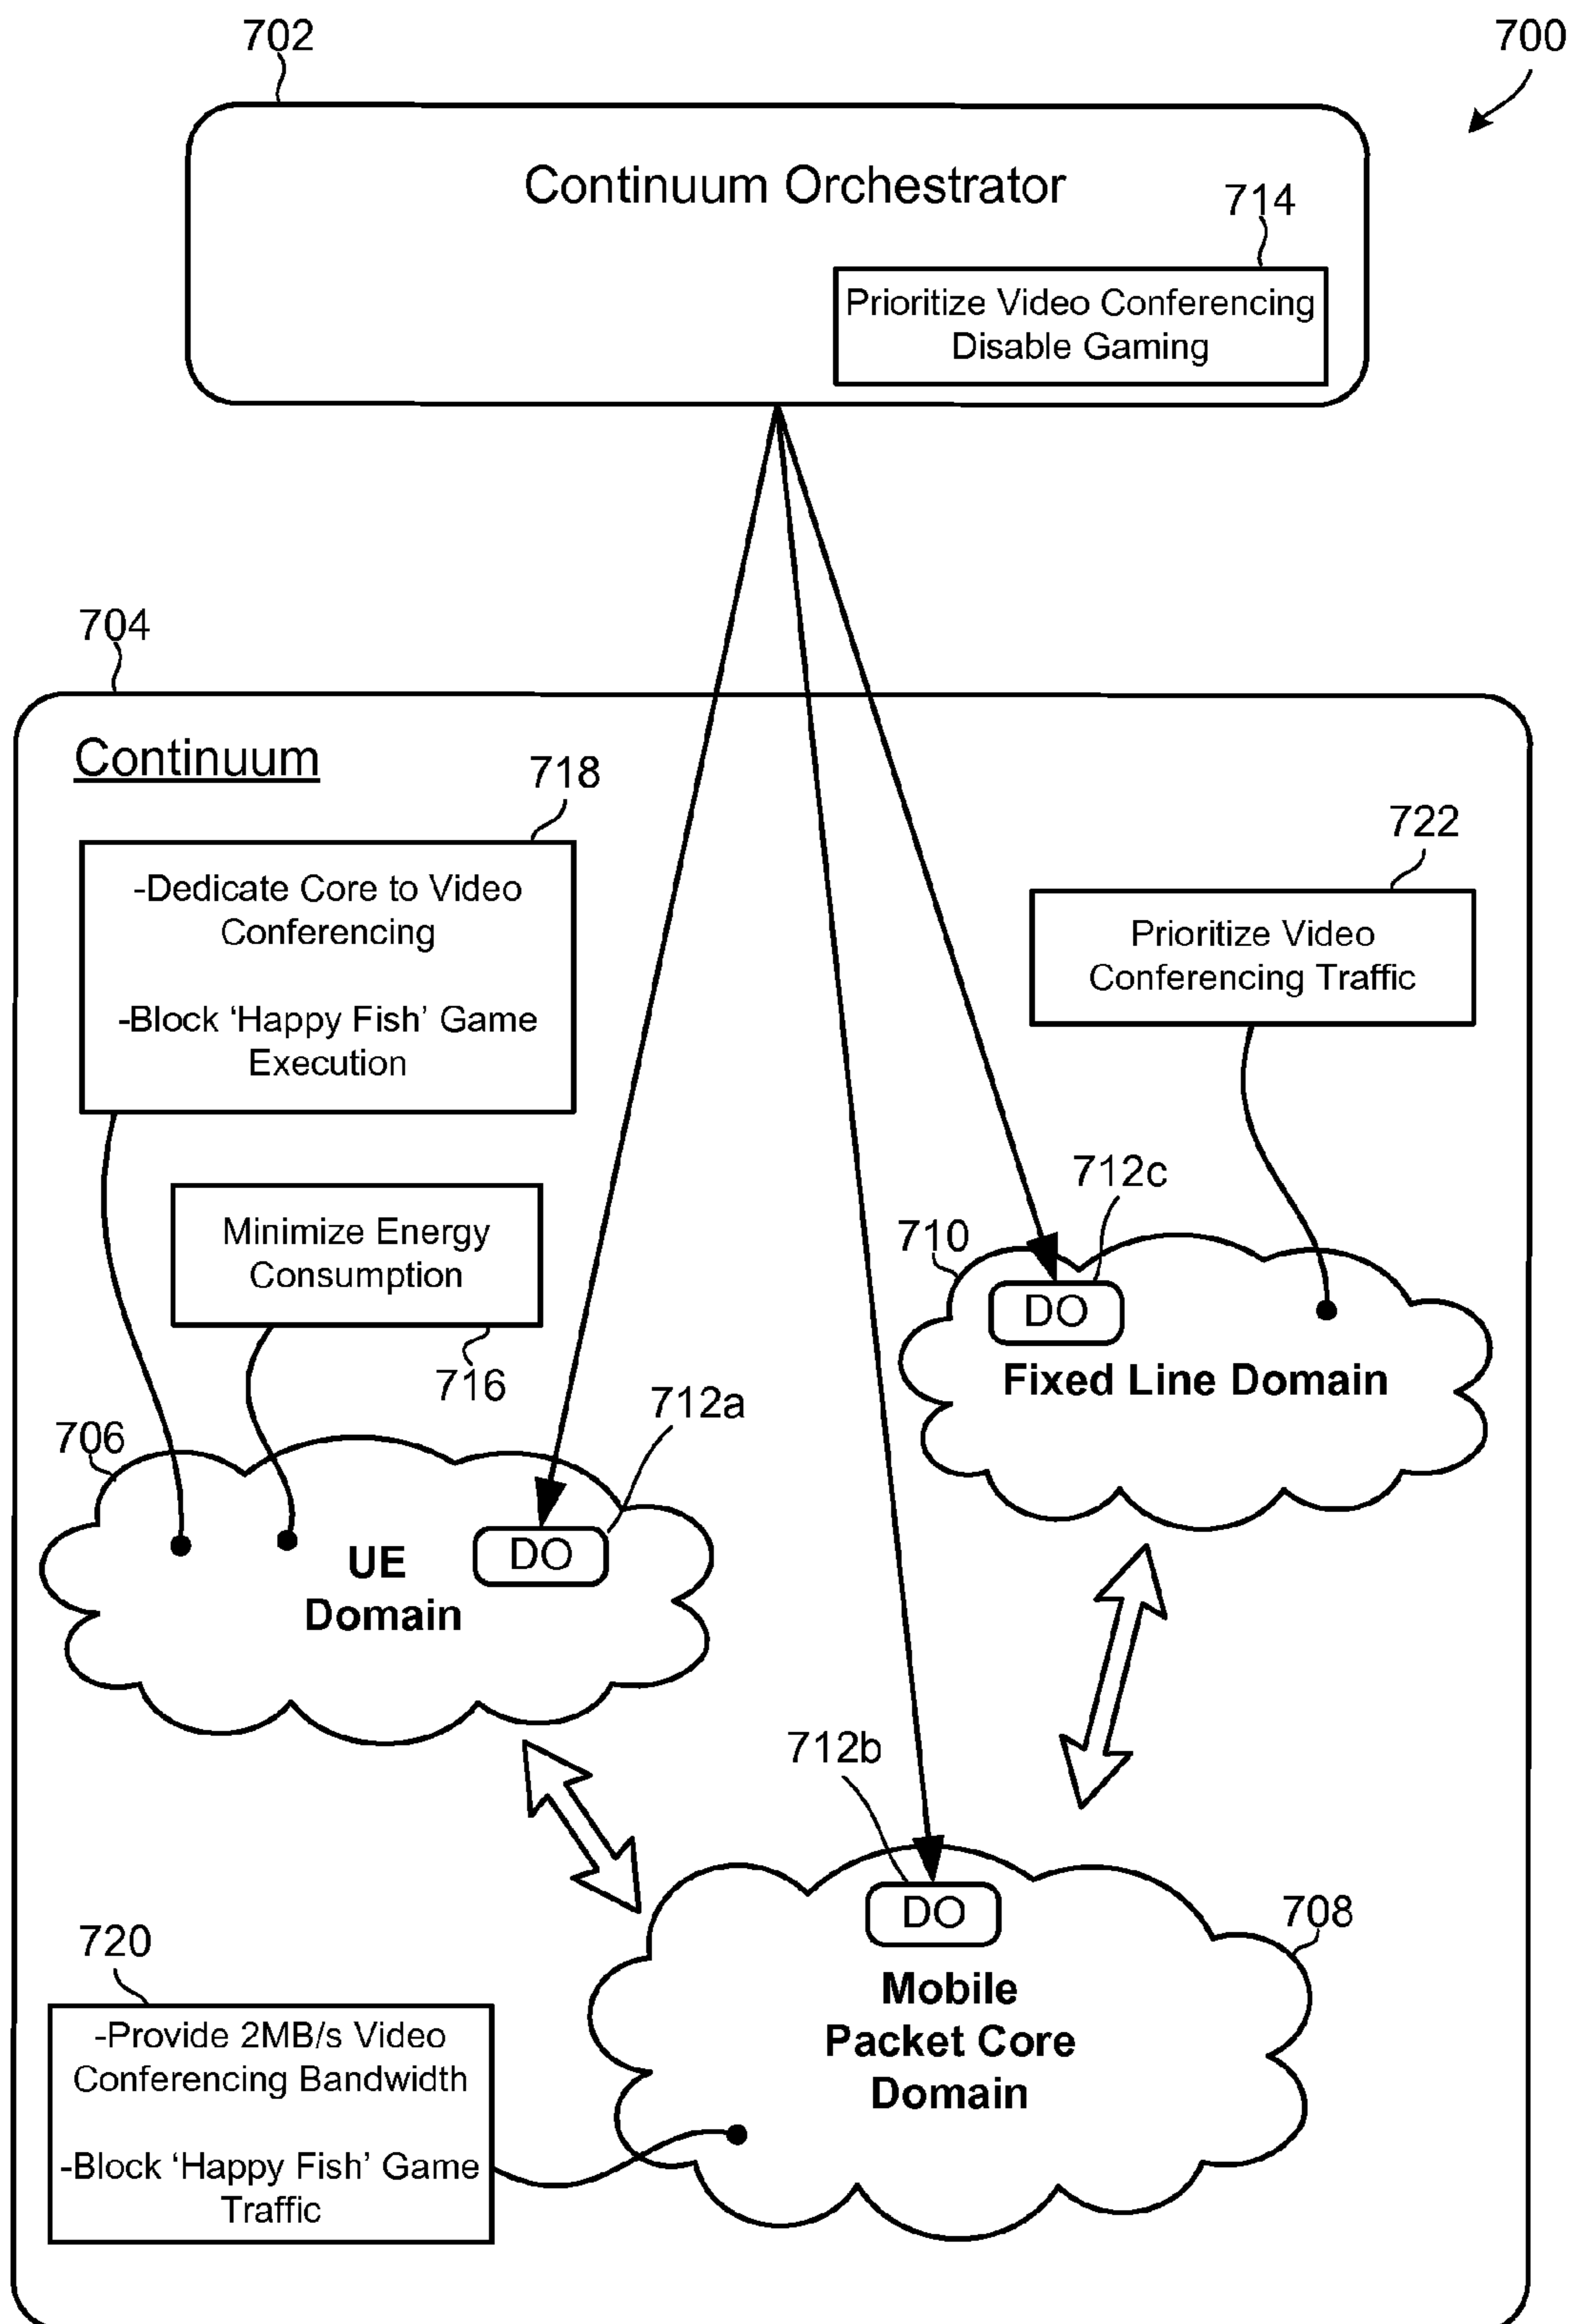 702
700
Continuum Orchestrator
714
Prioritize Video Conferencing
Disable Gaming
704
Continuum
718
-Dedicate Core to Video
Conferencing
-Block ‘Happy Fish’ Game
Execution
722
Prioritize Video
Conferencing Traffic
Minimize Energy
Consumption
716
712c
710
DO
Fixed Line Domain
712a
706
DO
UE
Domain
712b
DO
708
Mobile
Packet Core
Domain
720
-Provide 2MB/s Video
Conferencing Bandwidth
-Block ‘Happy Fish’ Game
Traffic